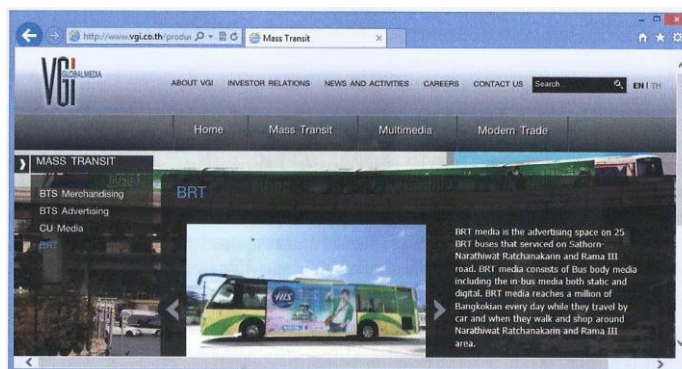 http://www.vgi.co.th/produc
Mass Transit
VGI GLOBALMEDIA
ABOUT VGI INVESTOR RELATIONS NEWS AND ACTIVITIES CAREERS CONTACT US Search... EN | TH
Home Mass Transit Multimedia Modern Trade
MASS TRANSIT
BTS Merchandising
BTS Advertising
CU Media
BRT
BRT
HIS
BRT media is the advertising space on 25
BRT buses that serviced on Sathorn-
Narathiwat Ratchanakarin and Rama III
road. BRT media consists of Bus body media
including the in-bus media both static and
digital. BRT media reaches a million of
Bangkokian every day while they travel by
car and when they walk and shop around
Narathiwat Ratchanakarin and Rama III
area.